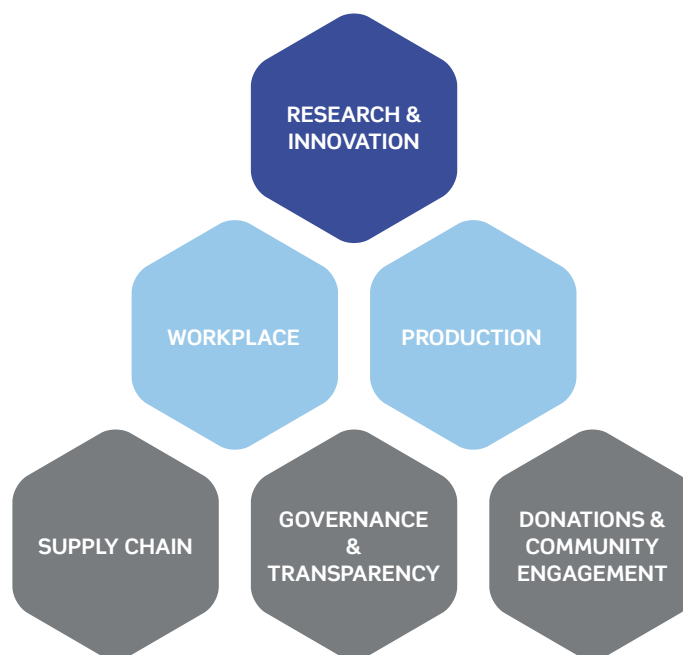 RESEARCH &
INNOVATION
WORKPLACE
PRODUCTION
SUPPLY CHAIN
GOVERNANCE
&
TRANSPARENCY
DONATIONS &
COMMUNITY
ENGAGEMENT